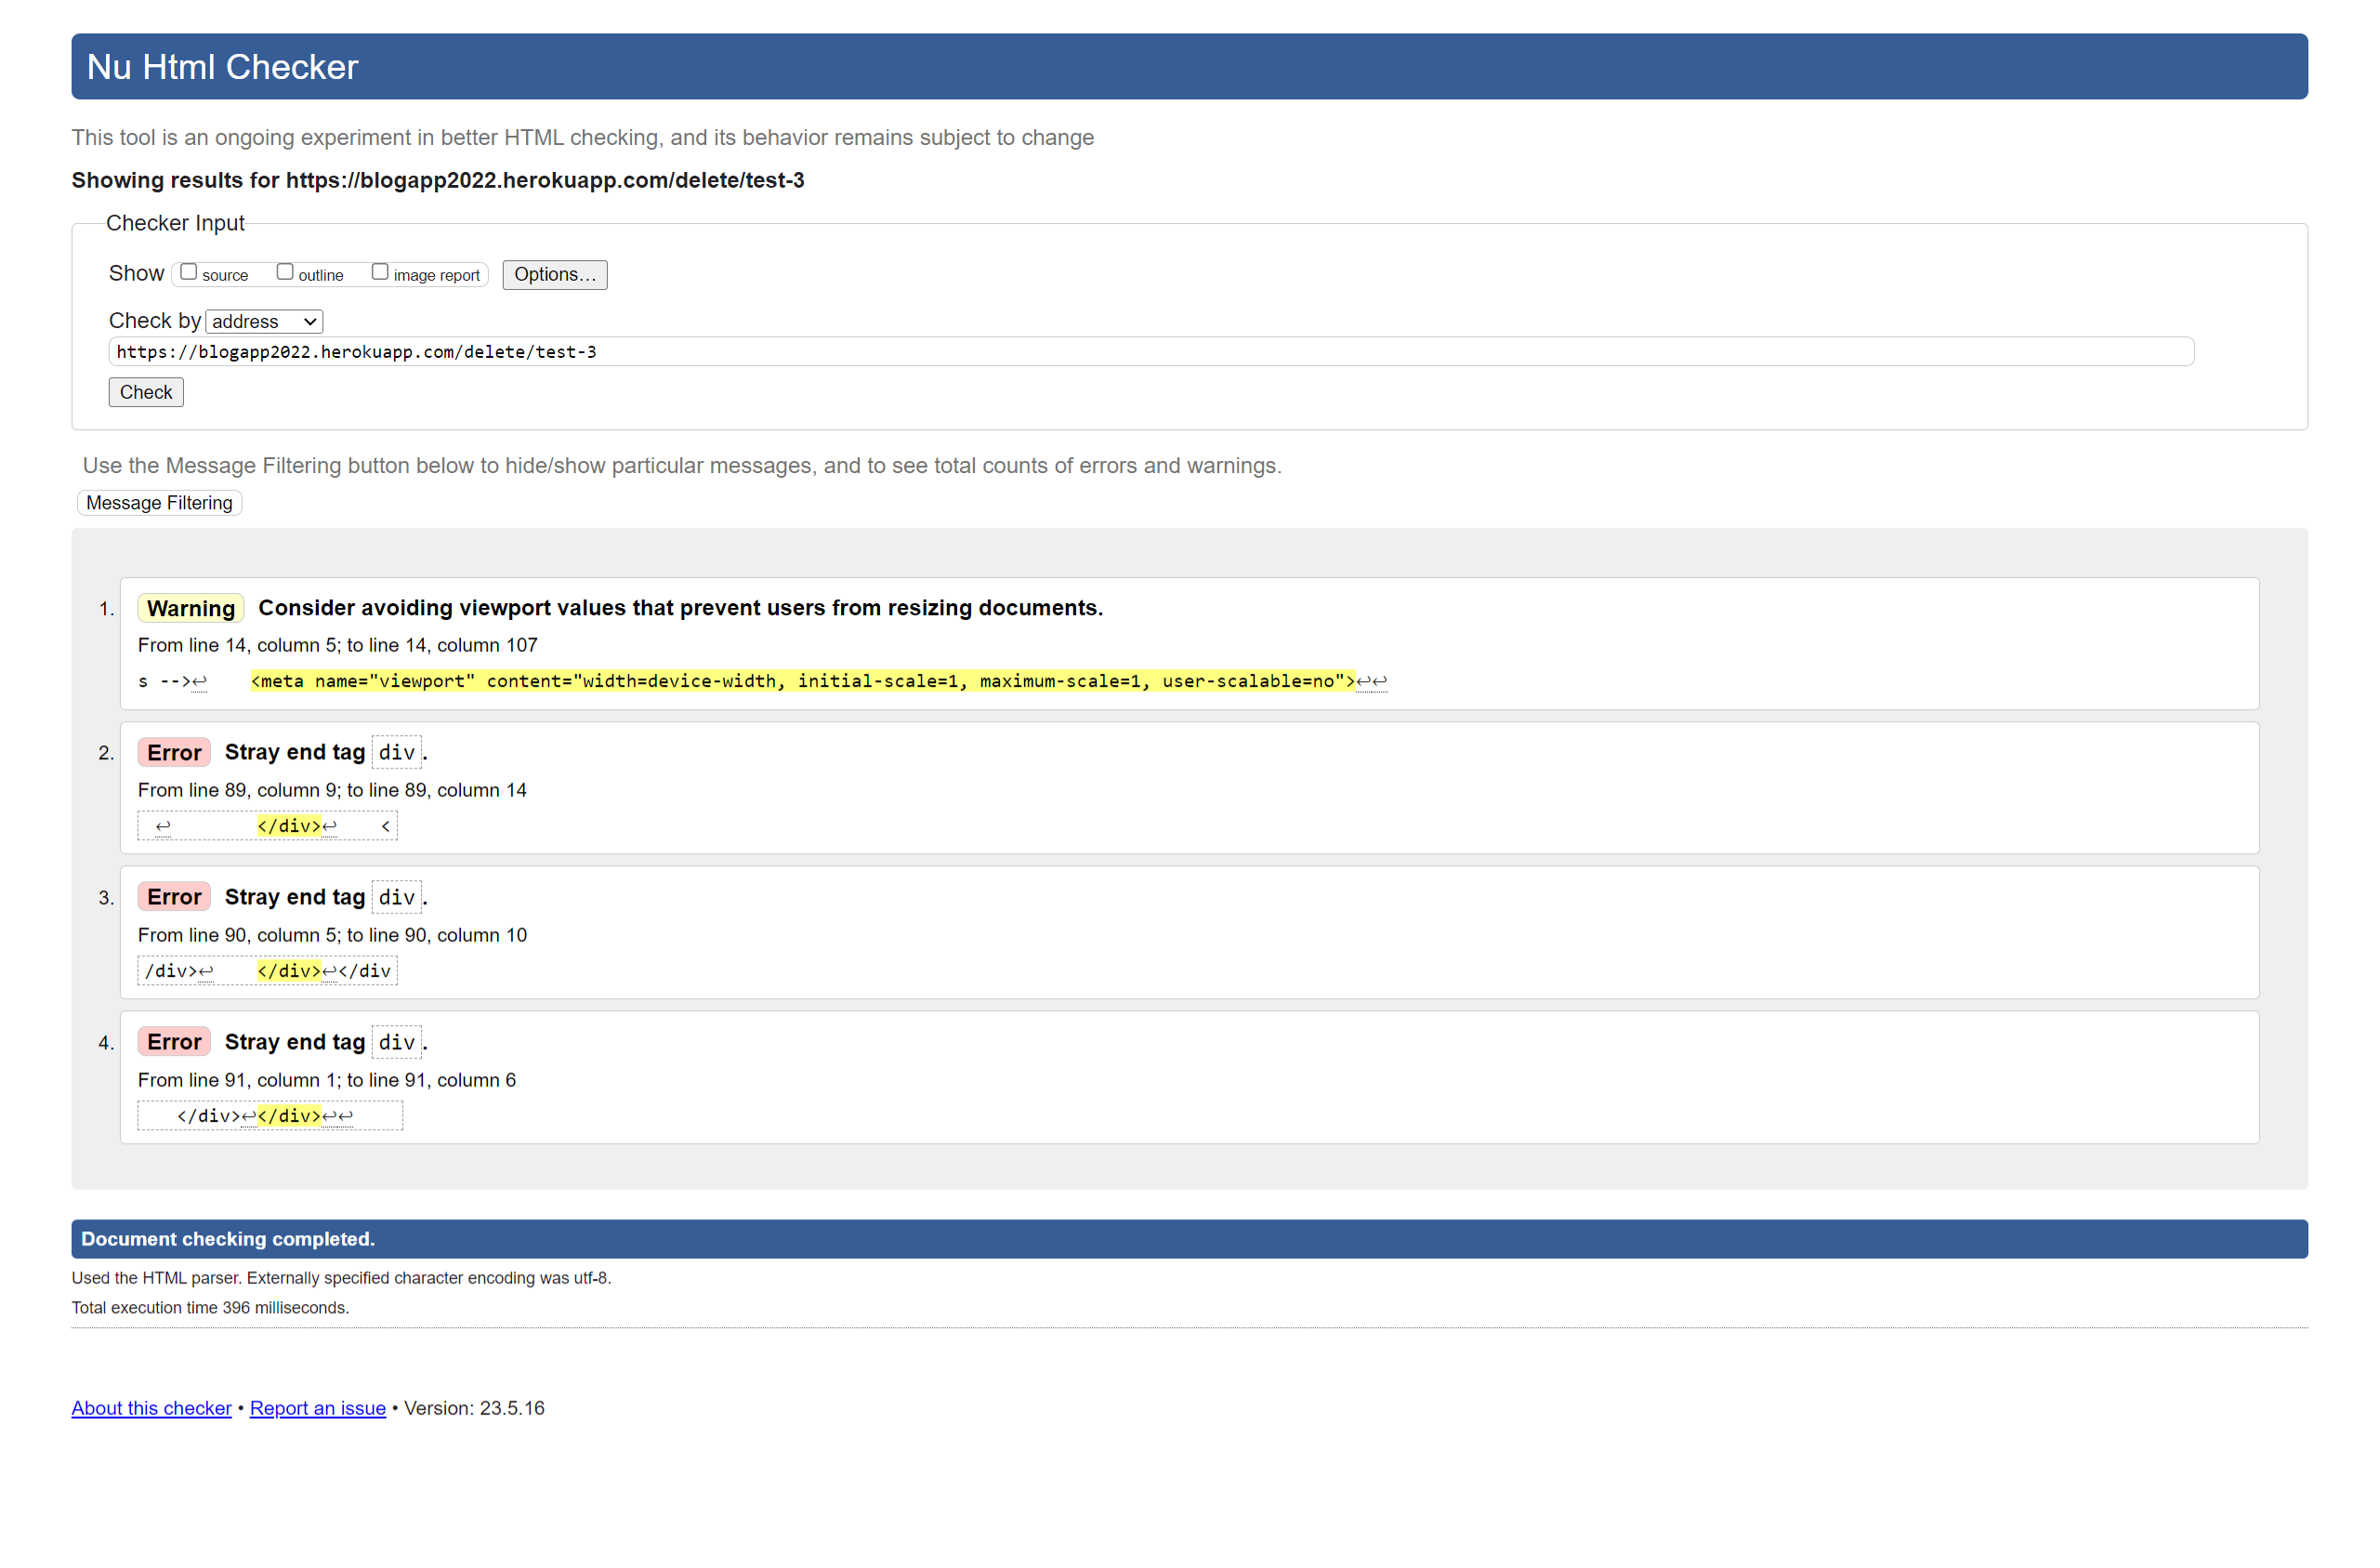 Nu Html Checker
This tool is an ongoing experiment in better HTML checking, and its behavior remains subject to change
Showing results for https://blogapp2022.herokuapp.com/delete/test-3
Checker Input
Show source outline image report Options...
Check by address
https://blogapp2022.herokuapp.com/delete/test-3
Check
Use the Message Filtering button below to hide/show particular messages, and to see total counts of errors and warnings.
Message Filtering
1. Warning Consider avoiding viewport values that prevent users from resizing documents.
From line 14, column 5; to line 14, column 107
s -->↩ <meta name="viewport" content="width=device-width, initial-scale=1, maximum-scale=1, user-scalable=no">↩↩
2. Error Stray end tag div.
From line 89, column 9; to line 89, column 14
↩ </div>↩ <
3. Error Stray end tag div.
From line 90, column 5; to line 90, column 10
/div>↩ </div>↩</div
4. Error Stray end tag div.
From line 91, column 1; to line 91, column 6
</div>↩</div>↩↩
Document checking completed.
Used the HTML parser. Externally specified character encoding was utf-8.
Total execution time 396 milliseconds.
About this checker • Report an issue • Version: 23.5.16